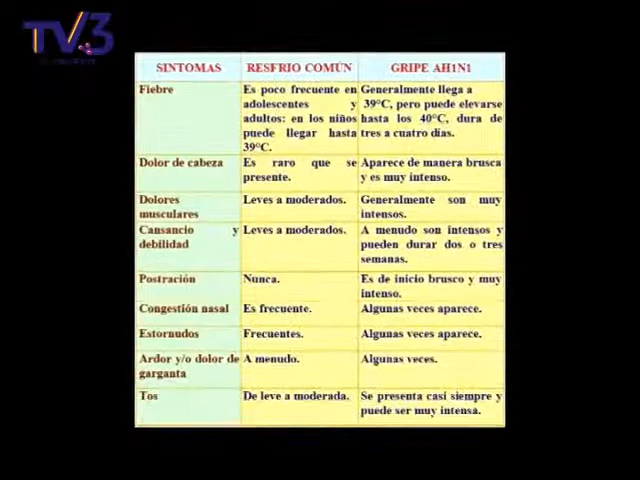 TV3
SINTOMAS RESFRIO COMÚN GRIPE AH1N1
Fiebre
Es poco frecuente en
adolescentes y
adultos: en los niños
puede llegar hasta
39°C.
Generalmente llega a
39°C, pero puede elevarse
hasta los 40°C, dura de
tres a cuatro días.
Dolor de cabeza
Es raro que se
presente.
Aparece de manera brusca
y es muy intenso.
Dolores
musculares
Leves a moderados.
Generalmente son muy
intensos.
Cansancio y
debilidad
Leves a moderados.
A menudo son intensos y
pueden durar dos o tres
semanas.
Postración
Nunca.
Es de inicio brusco y muy
intenso.
Congestión nasal
Es frecuente.
Algunas veces aparece.
Estornudos
Frecuentes.
Algunas veces aparece.
Ardor y/o dolor de
garganta
A menudo.
Algunas veces.
Tos
De leve a moderada.
Se presenta casi siempre y
puede ser muy intensa.